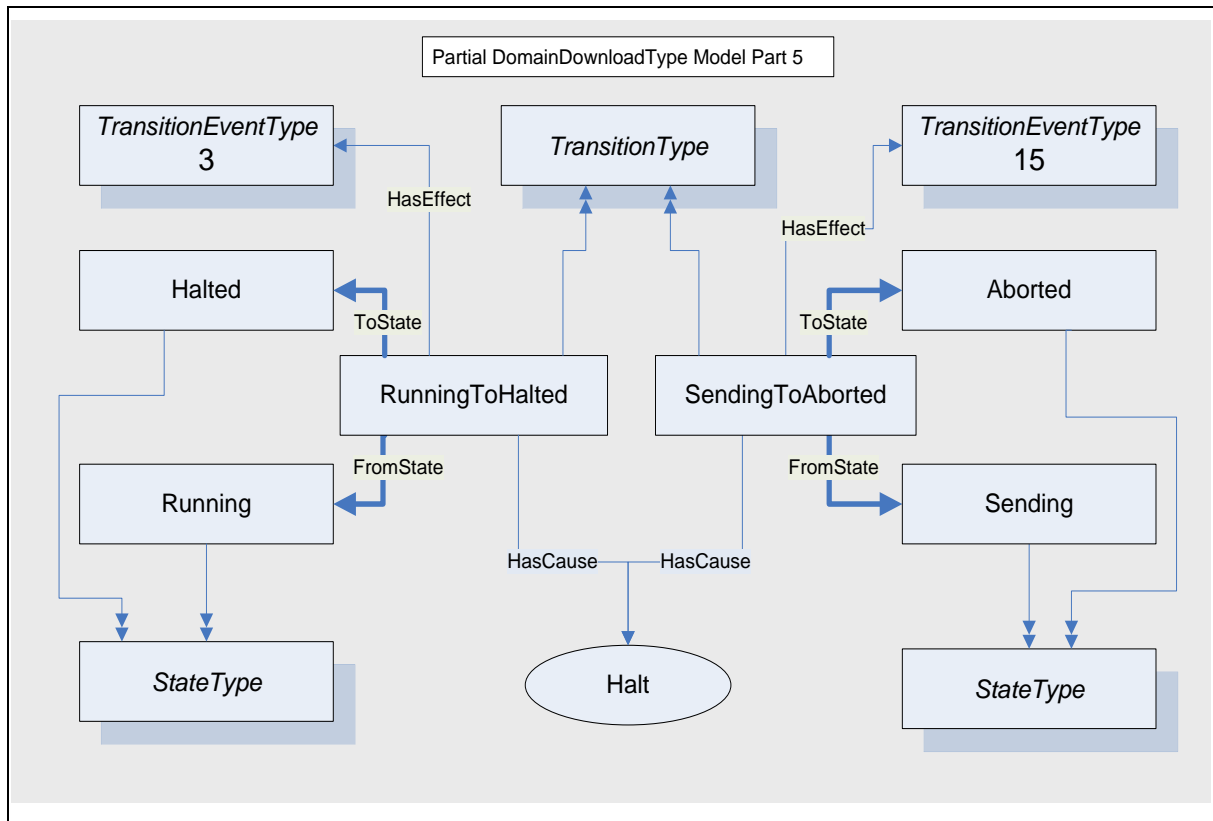 Partial DomainDownloadType Model Part 5
TransitionEventType
3
TransitionType
TransitionEventType
15
HasEffect
HasEffect
Halted
Aborted
ToState
ToState
RunningToHalted
SendingToAborted
FromState
FromState
Running
Sending
HasCause
HasCause
StateType
Halt
StateType